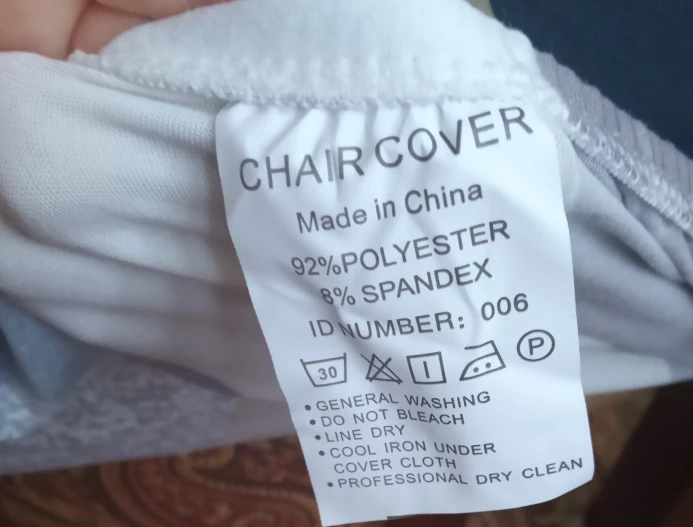 CHAIR COVER
Made in China
92%POLYESTER
8% SPANDEX
ID NUMBER: 006
30 P
•GENERAL WASHING
•DO NOT BLEACH
•LINE DRY
•COOL IRON UNDER
COVER CLOTH
•PROFESSIONAL DRY CLEAN